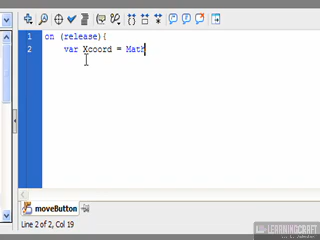 1 on (release){
2 var Xcoord = Math
moveButton
Line 2 of 2, Col 19
LEARNINGCRAFT